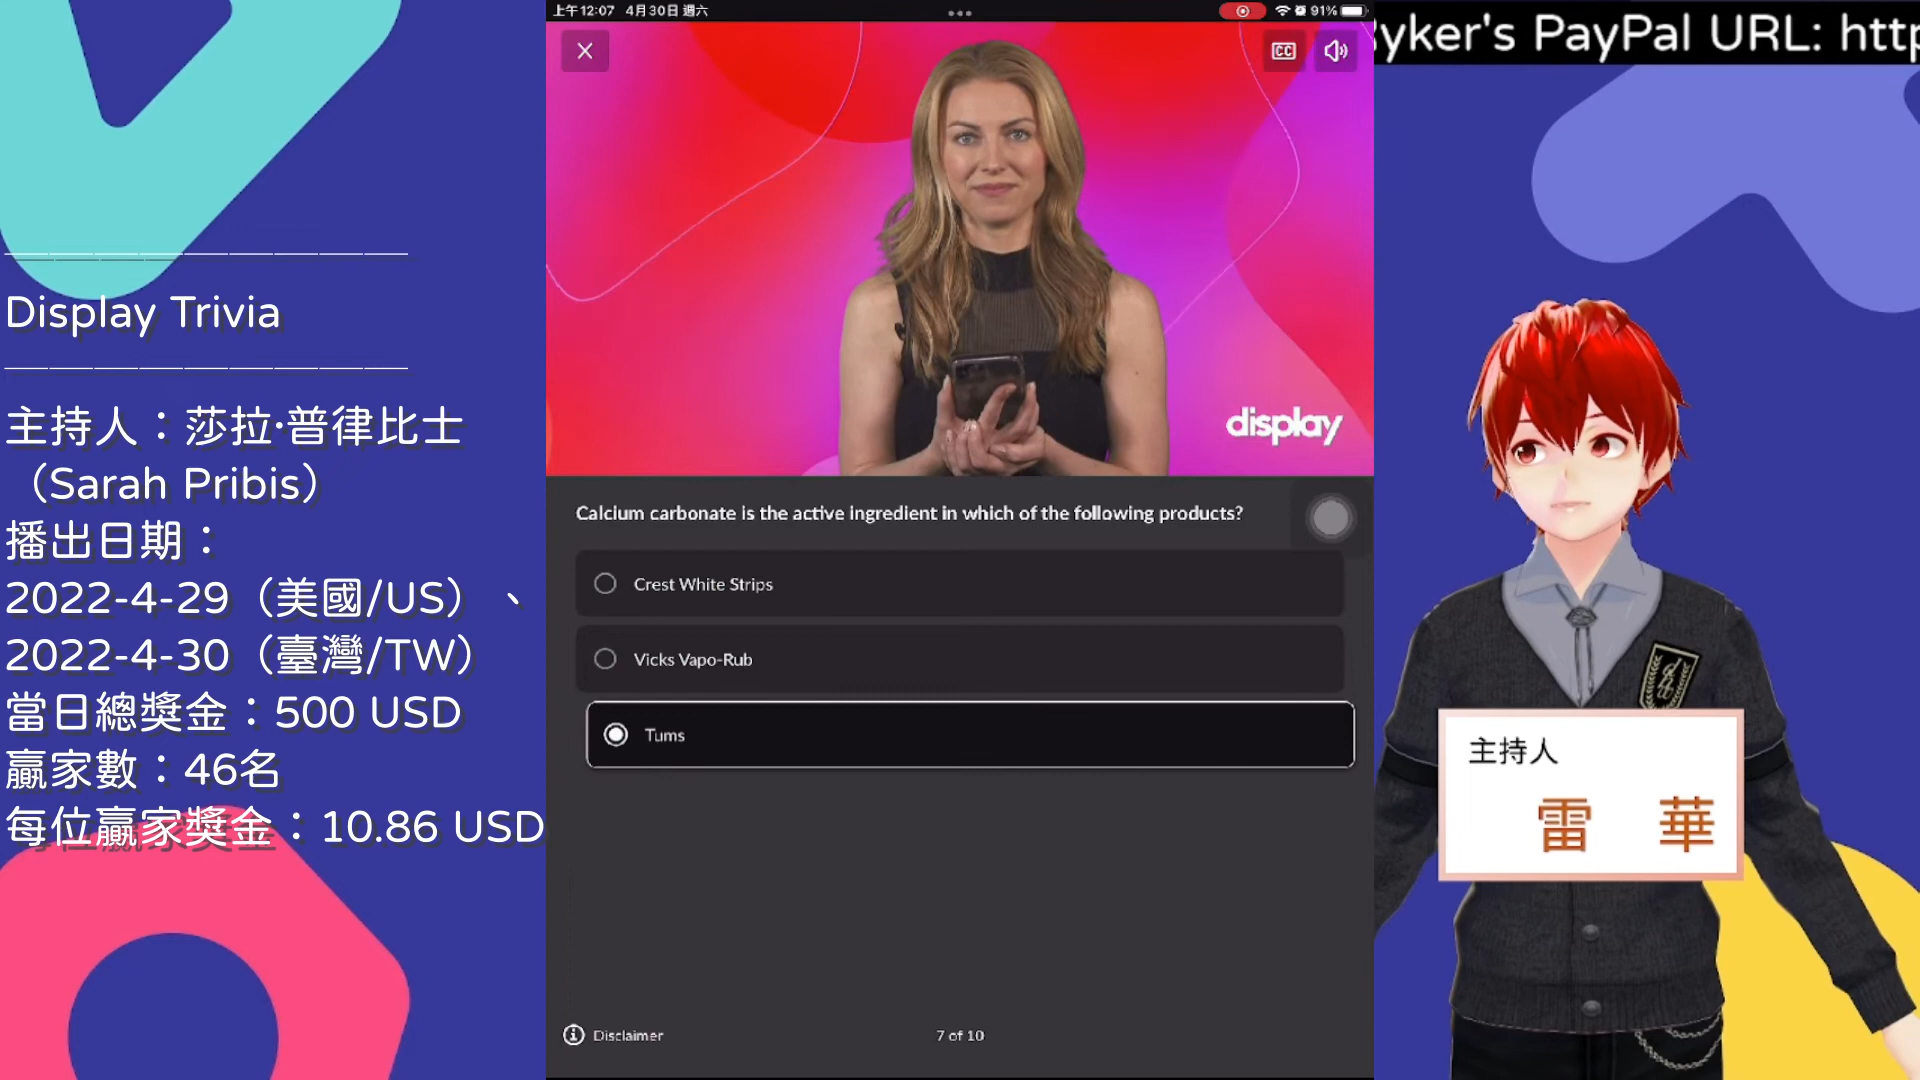 上午12:07 4月30日 週六
91%
yker's PayPal URL: http
CC
display
Display Trivia
主持人：莎拉·普律比士
（Sarah Pribis）
播出日期：
2022-4-29（美國/US）、
2022-4-30（臺灣/TW）
當日總獎金：500 USD
贏家數：46名
每位贏家獎金：10.86 USD
Calcium carbonate is the active ingredient in which of the following products?
Crest White Strips
Vicks Vapo-Rub
Tums
Disclaimer
7 of 10
主持人
雷 華